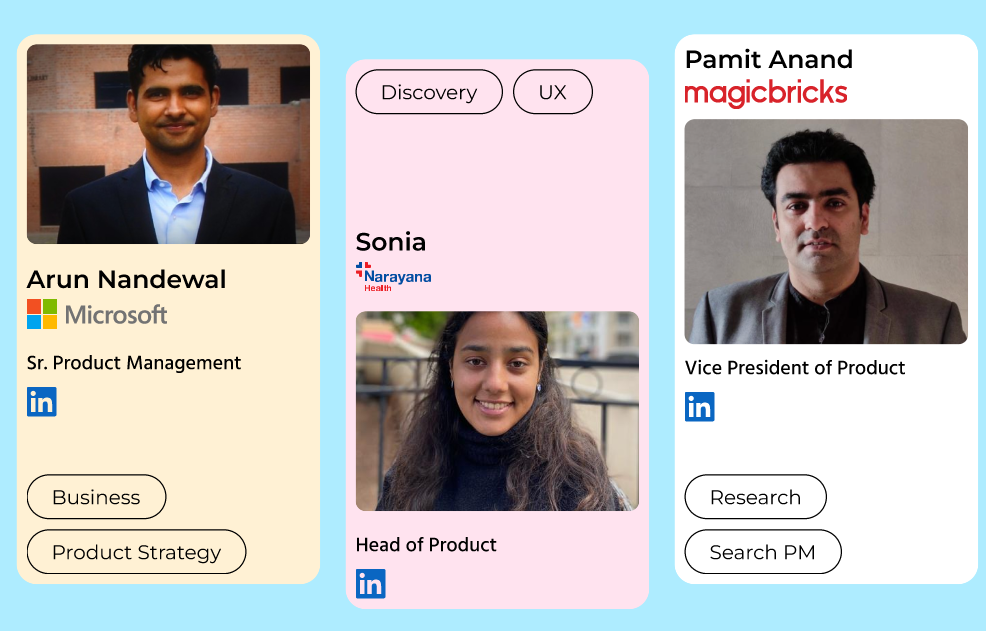 Arun Nandewal
Microsoft
Sr. Product Management
in
Business
Product Strategy
Discovery
UX
Sonia
Narayana
Health
Head of Product
in
Pamit Anand
magicbricks
Vice President of Product
in
Research
Search PM